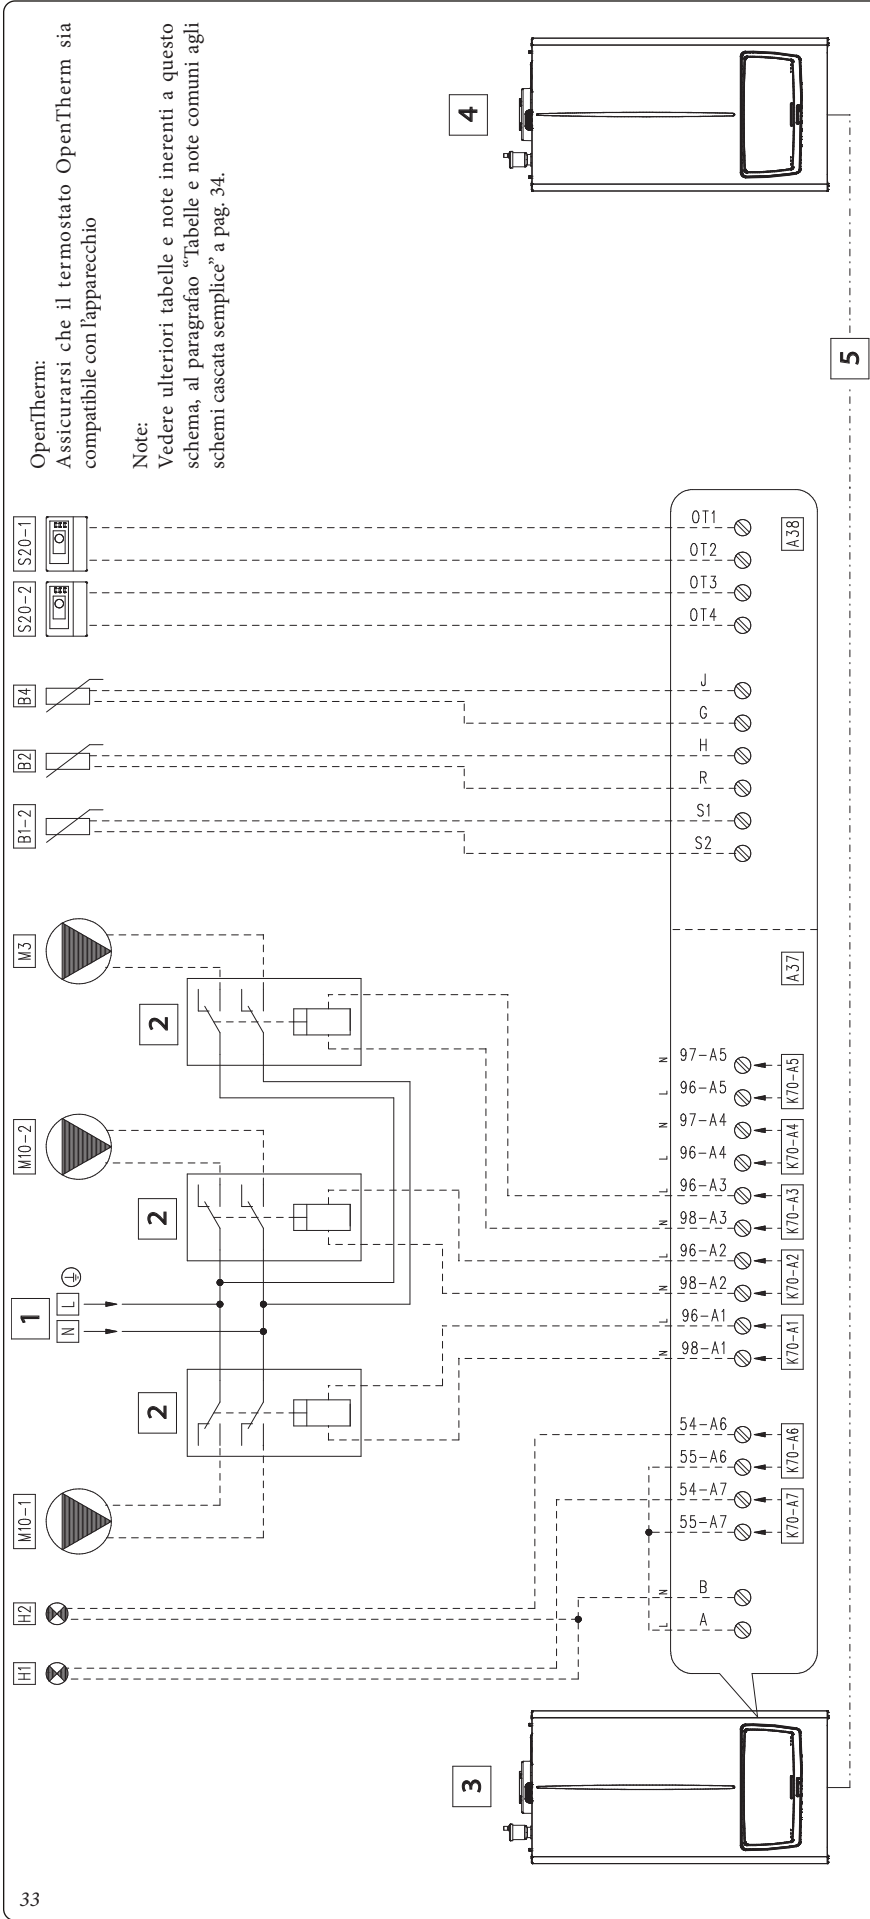 H1
H2
M10-1
M10-2
M3
B1-2
B2
B4
S20-2
S20-1
OpenTherm:
Assicurarsi che il termostato OpenTherm sia
compatibile con l'apparecchio
Note:
Vedere ulteriori tabelle e note inerenti a questo
schema, al paragrafao “Tabelle e note comuni agli
schemi cascata semplice” a pag. 34.
1
N
L
2
2
2
3
4
L
N
N
L
N
L
N
L
L
N
L
N
A
B
55-A7
54-A7
55-A6
54-A6
98-A1
96-A1
98-A2
96-A2
98-A3
96-A3
96-A4
97-A4
96-A5
97-A5
S2
S1
R
H
G
J
OT4
OT3
OT2
OT1
K70-A7
K70-A6
K70-A1
K70-A2
K70-A3
K70-A4
K70-A5
A37
A38
5
33